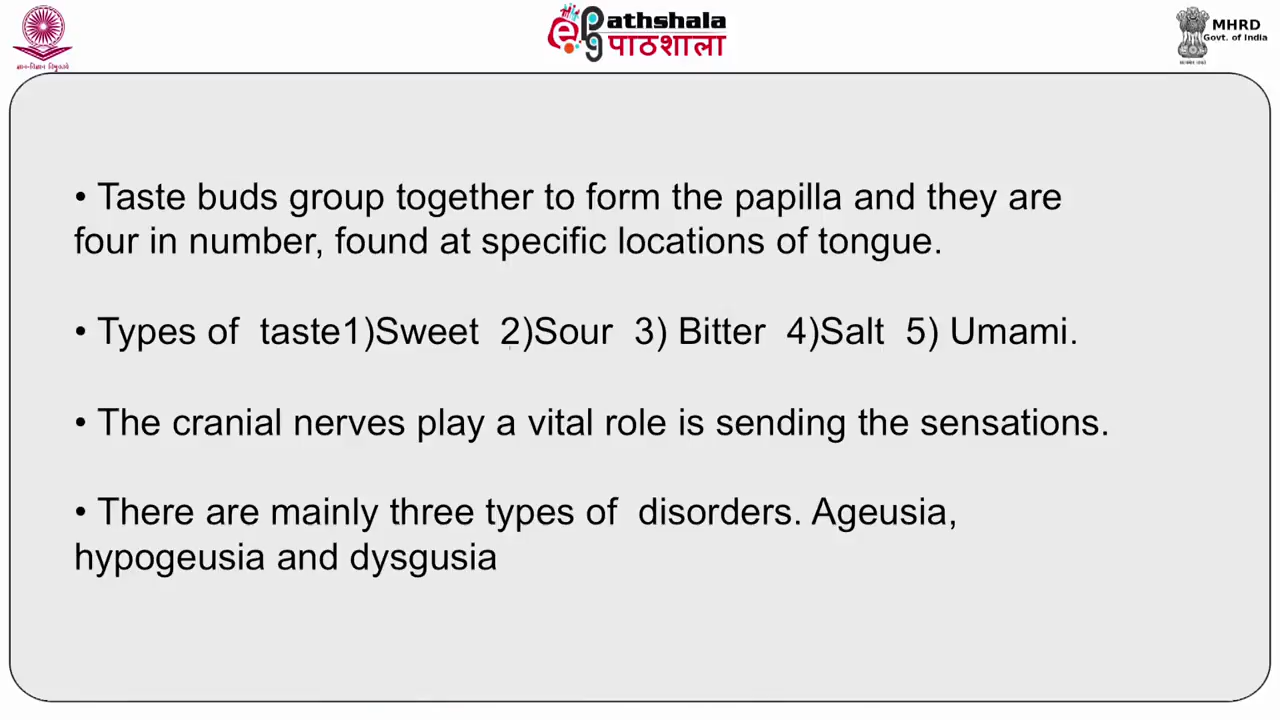 ePathshala
पाठशाला
MHRD
Govt. of India
• Taste buds group together to form the papilla and they are
four in number, found at specific locations of tongue.
• Types of taste1)Sweet 2)Sour 3) Bitter 4)Salt 5) Umami.
• The cranial nerves play a vital role is sending the sensations.
• There are mainly three types of disorders. Ageusia,
hypogeusia and dysgusia